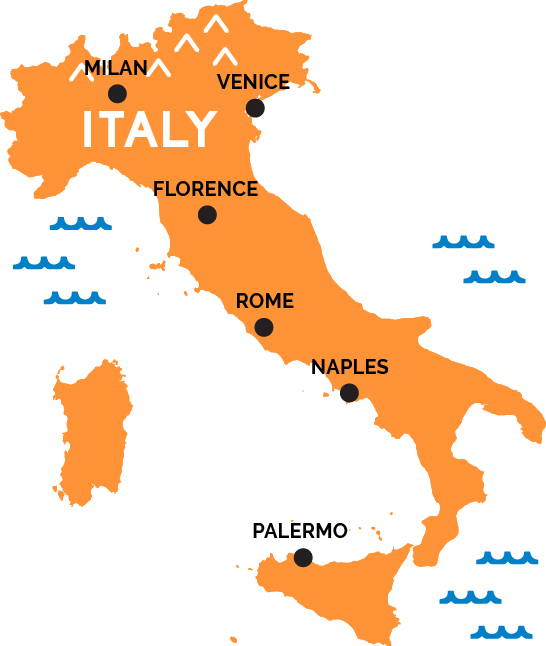 MILAN
VENICE
ITALY
FLORENCE
ROME
NAPLES
PALERMO